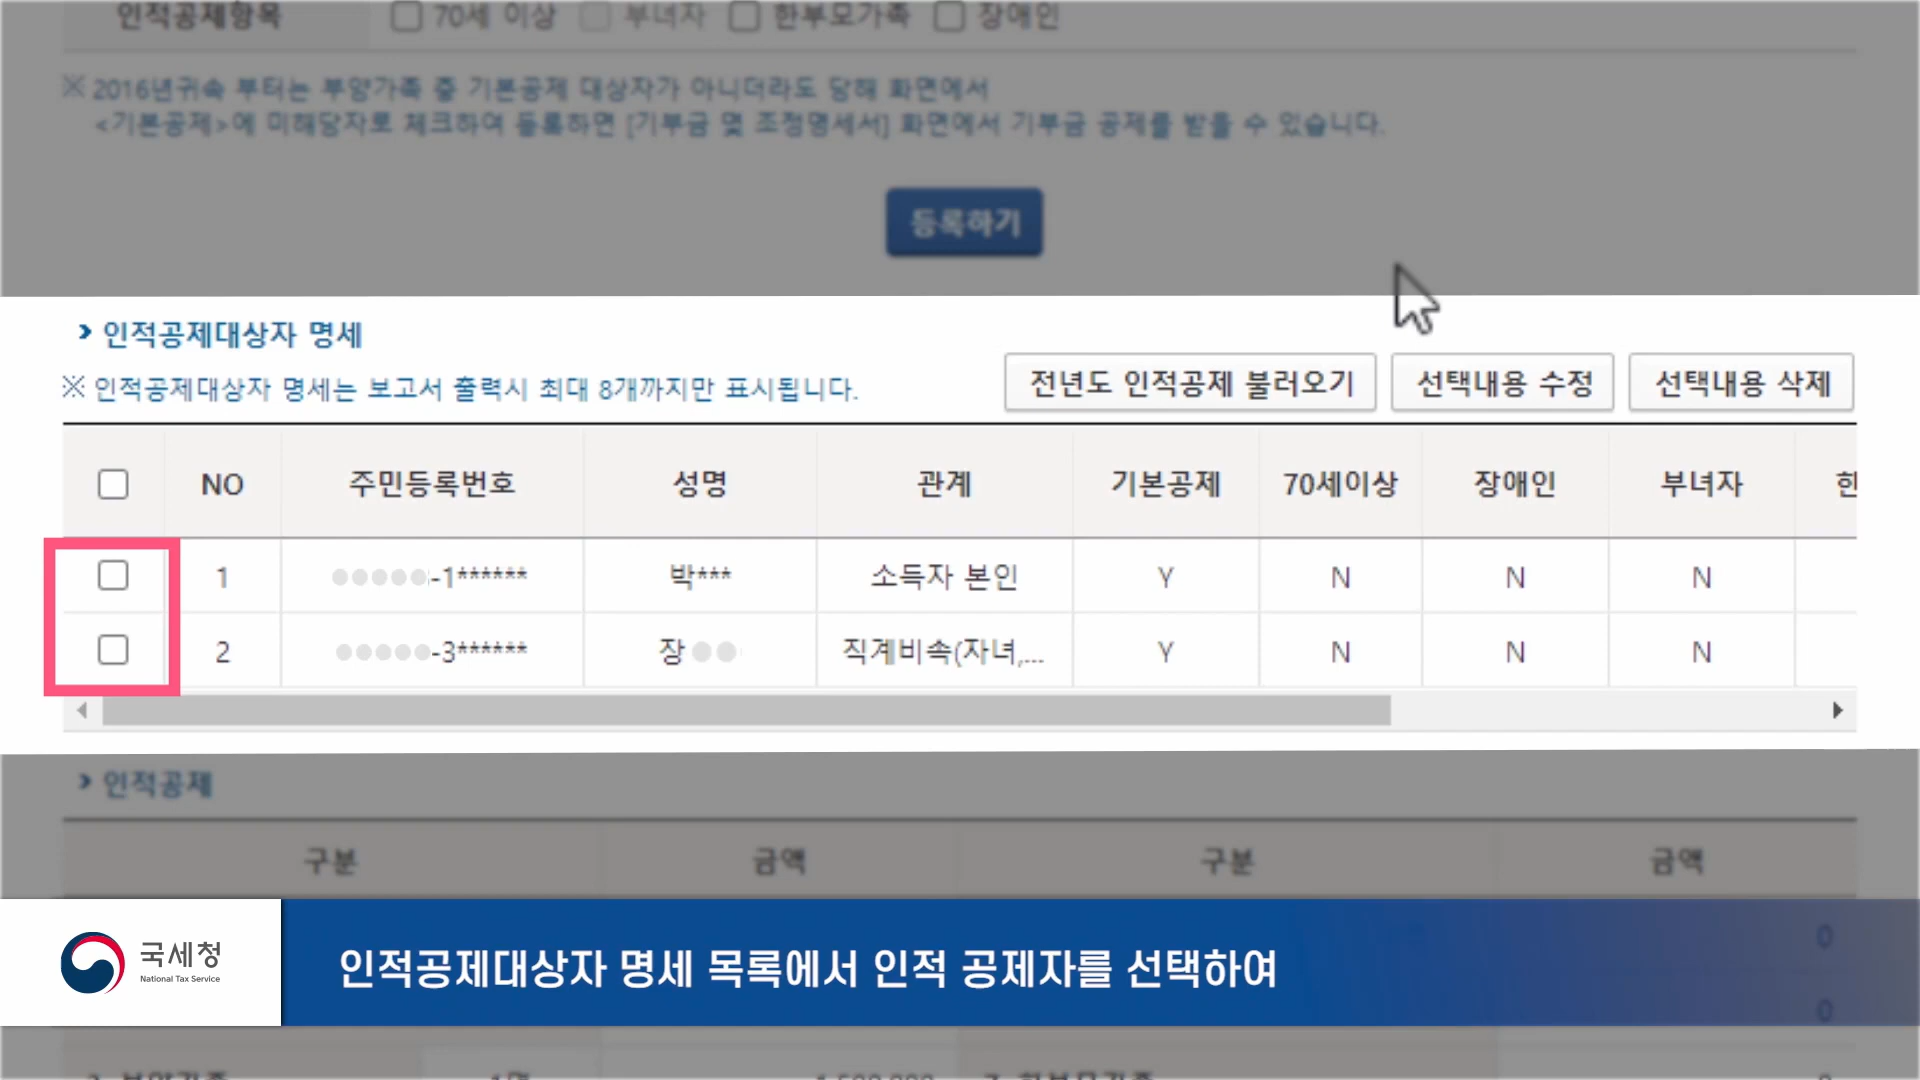 인적공제항목 70세 이상 부녀자 한부모가족 장애인
※ 2016년귀속 부터는 부양가족 중 기본공제 대상자가 아니더라도 당해 화면에서
<기본공제>에 미해당자로 체크하여 등록하면 [기부금 및 조정명세서] 화면에서 기부금 공제를 받을 수 있습니다.
등록하기
인적공제대상자 명세
※ 인적공제대상자 명세는 보고서 출력시 최대 8개까지만 표시됩니다.
전년도 인적공제 불러오기 선택내용 수정 선택내용 삭제
NO 주민등록번호 성명 관계 기본공제 70세이상 장애인 부녀자 한
1 -1****** 박*** 소득자 본인 Y N N N
2 -3****** 장 직계비속(자녀,... Y N N N
인적공제
구분 금액 구분 금액
0
국세청
National Tax Service
인적공제대상자 명세 목록에서 인적 공제자를 선택하여
0